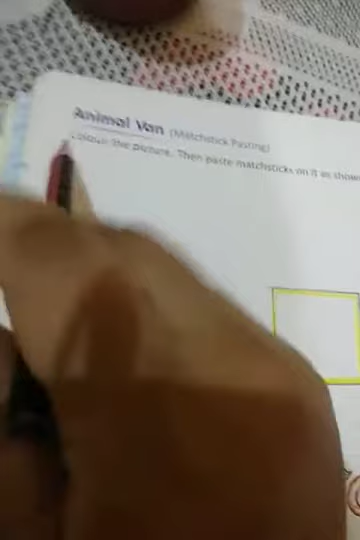 Animal Van (Matchstick Pasting)
Colour the picture. Then paste matchsticks on it as shown